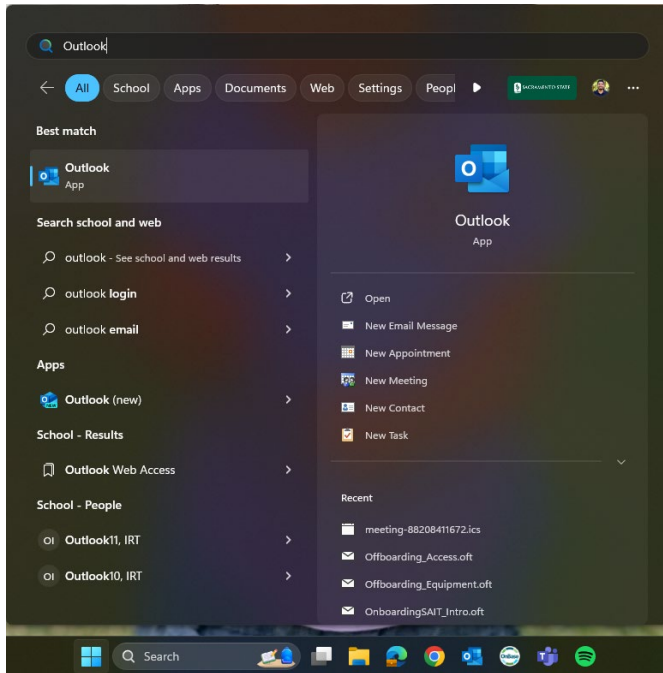 Outlook
All School Apps Documents Web Settings Peopl
SACRAMENTO STATE
Best match
Outlook
App
Search school and web
outlook - See school and web results
outlook login
outlook email
Apps
Outlook (new)
School - Results
Outlook Web Access
School - People
OI Outlook11, IRT
OI Outlook10, IRT
Outlook
App
Open
New Email Message
New Appointment
New Meeting
New Contact
New Task
Recent
meeting-88208411672.ics
Offboarding_Access.oft
Offboarding_Equipment.oft
OnboardingSAIT_Intro.oft
Search
OnBase